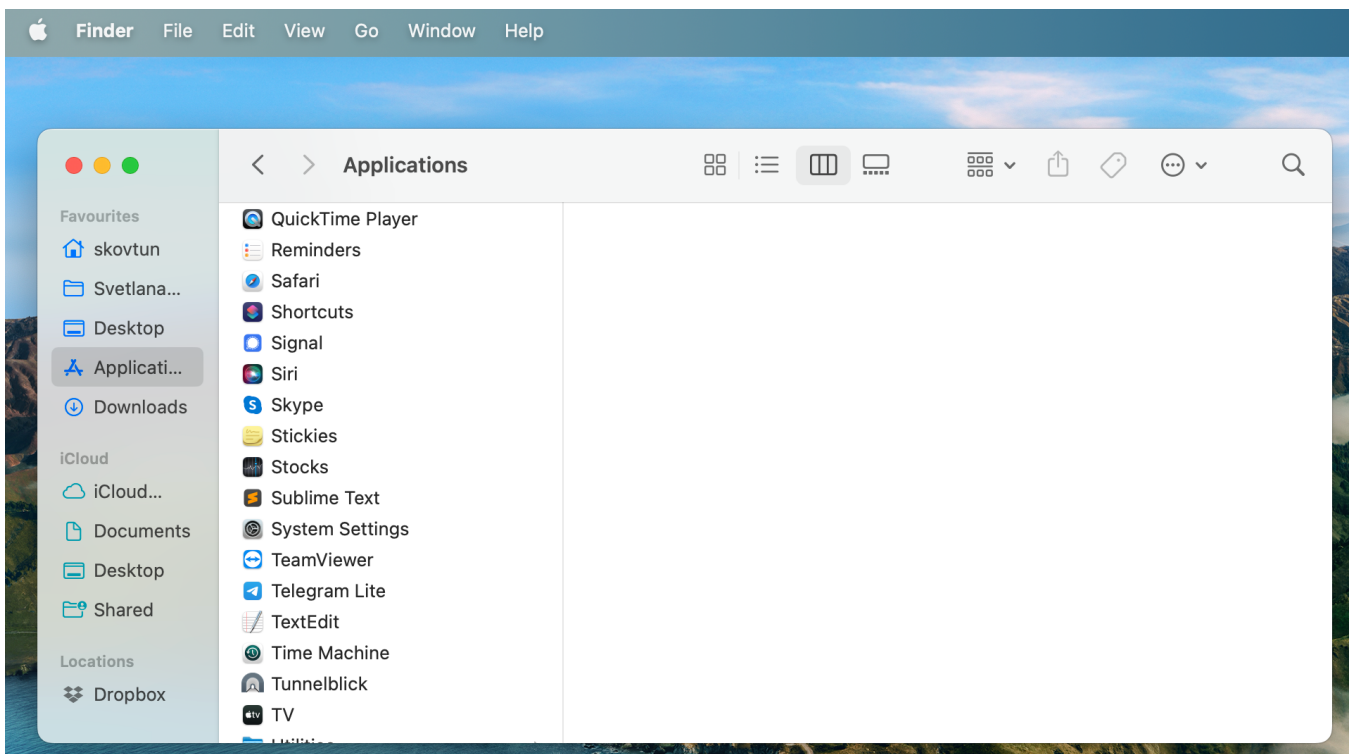 Finder File Edit View Go Window Help
Applications
Favourites
skovtun
Svetlana...
Desktop
Applicati...
Downloads
iCloud
iCloud...
Documents
Desktop
Shared
Locations
Dropbox
QuickTime Player
Reminders
Safari
Shortcuts
Signal
Siri
Skype
Stickies
Stocks
Sublime Text
System Settings
TeamViewer
Telegram Lite
TextEdit
Time Machine
Tunnelblick
TV